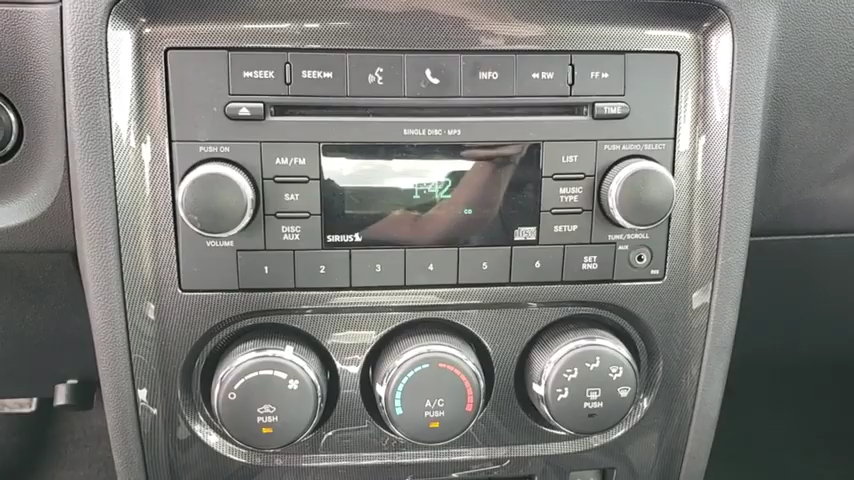 SEEK
SEEK
INFO
RW
FF
TIME
SINGLE DISC · MP3
PUSH ON
VOLUME
AM/FM
SAT
DISC
AUX
1:42
CD
SIRIUS
LIST
MUSIC
TYPE
SETUP
PUSH AUDIO/SELECT
TUNE/SCROLL
AUX
1
2
3
4
5
6
SET
RND
PUSH
A/C
PUSH
PUSH